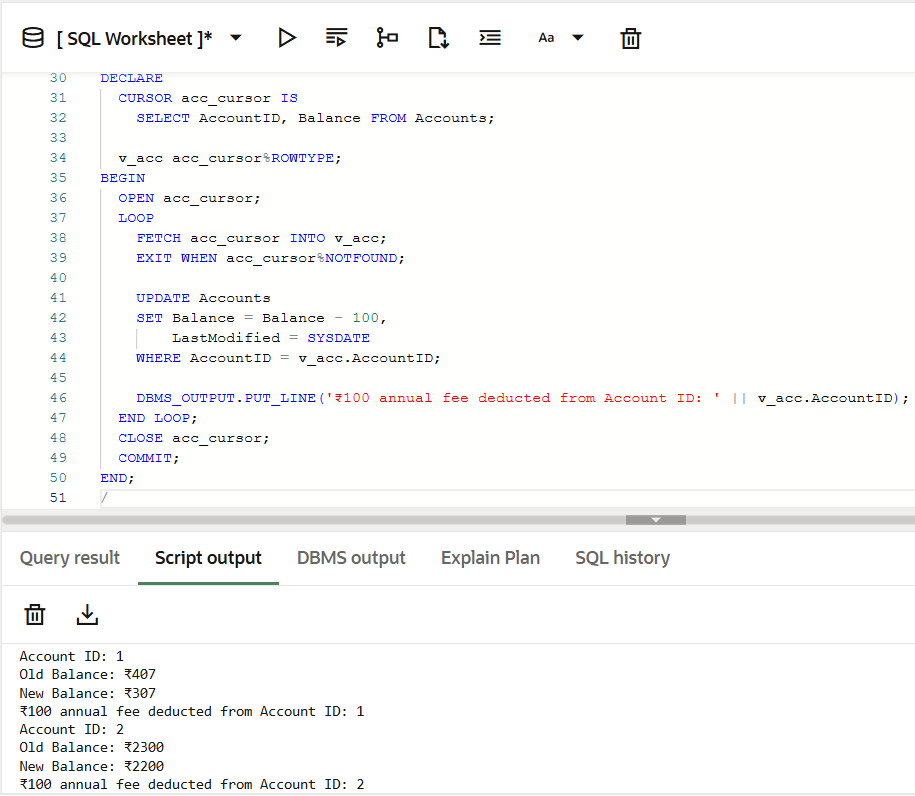 [ SQL Worksheet ]* Aa
30 DECLARE
31 CURSOR acc_cursor IS
32 SELECT AccountID, Balance FROM Accounts;
33
34 v_acc acc_cursor%ROWTYPE;
35 BEGIN
36 OPEN acc_cursor;
37 LOOP
38 FETCH acc_cursor INTO v_acc;
39 EXIT WHEN acc_cursor%NOTFOUND;
40
41 UPDATE Accounts
42 SET Balance = Balance - 100,
43 LastModified = SYSDATE
44 WHERE AccountID = v_acc.AccountID;
45
46 DBMS_OUTPUT.PUT_LINE('₹100 annual fee deducted from Account ID: ' || v_acc.AccountID);
47 END LOOP;
48 CLOSE acc_cursor;
49 COMMIT;
50 END;
51 /
Query result Script output DBMS output Explain Plan SQL history
Account ID: 1
Old Balance: ₹407
New Balance: ₹307
₹100 annual fee deducted from Account ID: 1
Account ID: 2
Old Balance: ₹2300
New Balance: ₹2200
₹100 annual fee deducted from Account ID: 2